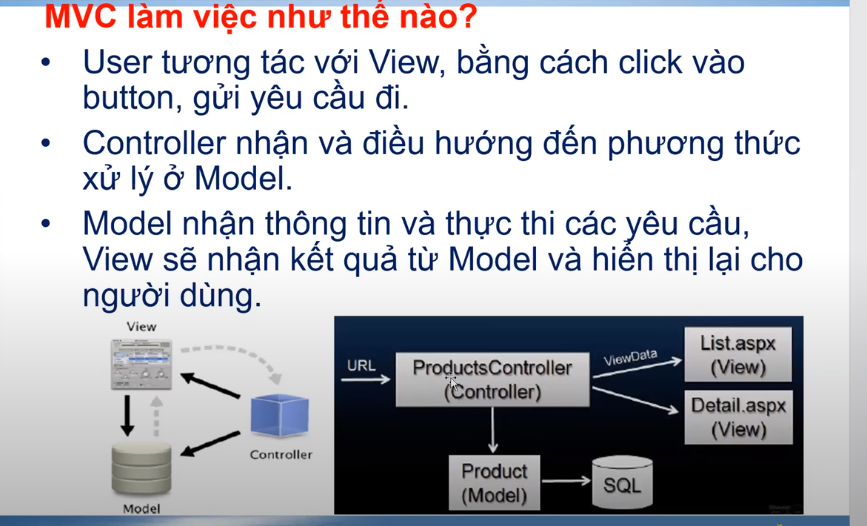 MVC làm việc như thế nào?
• User tương tác với View, bằng cách click vào
button, gửi yêu cầu đi.
• Controller nhận và điều hướng đến phương thức
xử lý ở Model.
• Model nhận thông tin và thực thi các yêu cầu,
View sẽ nhận kết quả từ Model và hiển thị lại cho
người dùng.
View
Controller
Model
URL
ProductsController
(Controller)
ViewData
List.aspx
(View)
Detail.aspx
(View)
Product
(Model)
SQL